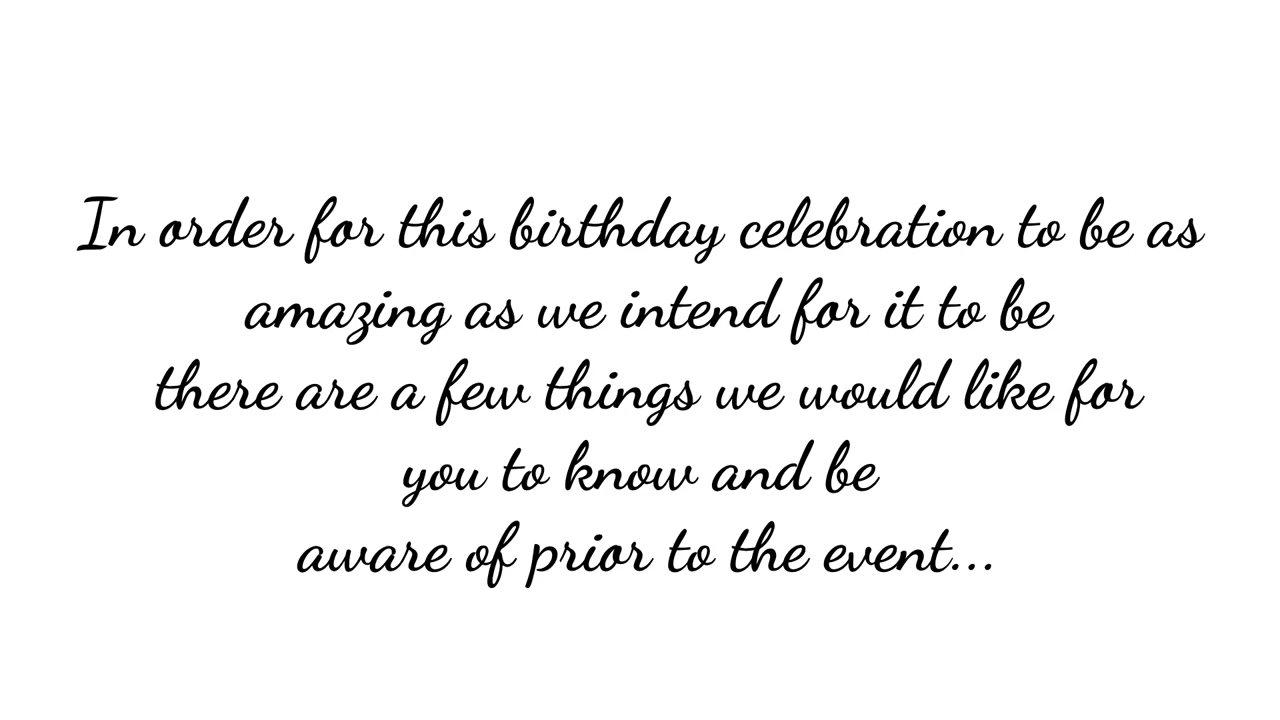 In order for this birthday celebration to be as
amazing as we intend for it to be
there are a few things we would like for
you to know and be
aware of prior to the event...